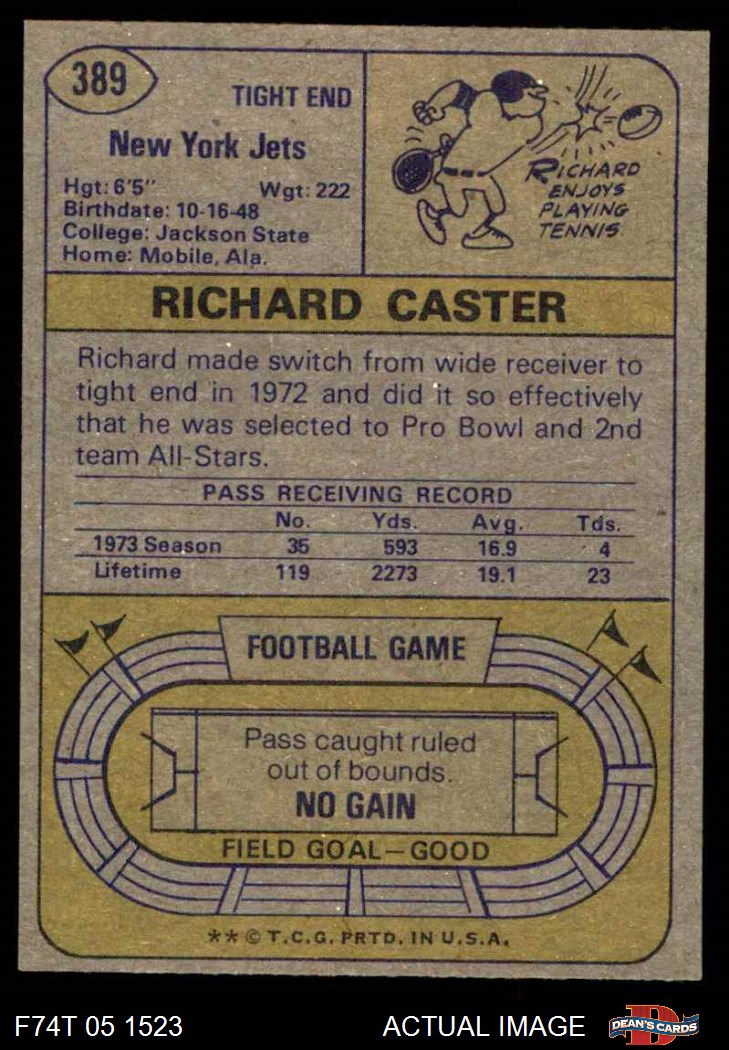 389
TIGHT END
New York Jets
Hgt: 6'5" Wgt: 222
Birthdate: 10-16-48
College: Jackson State
Home: Mobile, Ala.
RICHARD
ENJOYS
PLAYING
TENNIS.
RICHARD CASTER
Richard made switch from wide receiver to
tight end in 1972 and did it so effectively
that he was selected to Pro Bowl and 2nd
team All-Stars.
PASS RECEIVING RECORD
No. Yds. Avg. Tds.
1973 Season 35 593 16.9 4
Lifetime 119 2273 19.1 23
FOOTBALL GAME
Pass caught ruled
out of bounds.
NO GAIN
FIELD GOAL—GOOD
** © T.C.G. PRTD. IN U.S.A.
F74T 05 1523 ACTUAL IMAGE DEAN'S CARDS